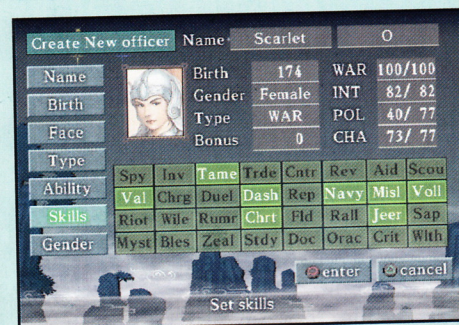 Create New officer Name Scarlet O
Name Birth 174 WAR 100/100
Birth Gender Female INT 82/ 82
Face Type WAR POL 40/ 77
Type Bonus 0 CHA 73/ 77
Ability
Skills
Gender
Spy Inv Tame Trde Cntr Rev Aid Scou
Val Chrg Duel Dash Rep Navy Misl Voll
Riot Wile Rumr Chrt Fld Rall Jeer Sap
Myst Bles Zeal Stdy Doc Orac Crit Wlth
enter cancel
Set skills